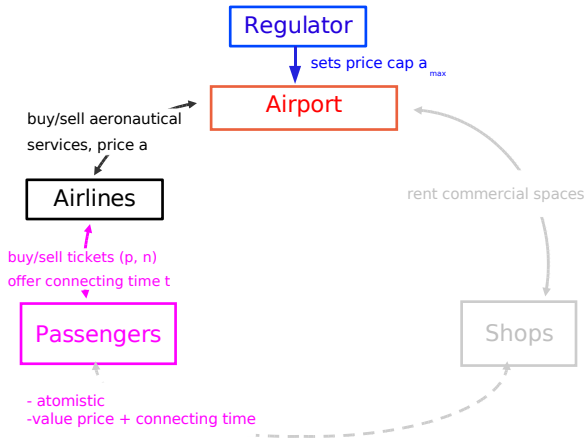 Regulator
sets price cap a max
Airport
buy/sell aeronautical
services, price a
Airlines
rent commercial spaces
buy/sell tickets (p, n)
offer connecting time t
Passengers
Shops
- atomistic
-value price + connecting time